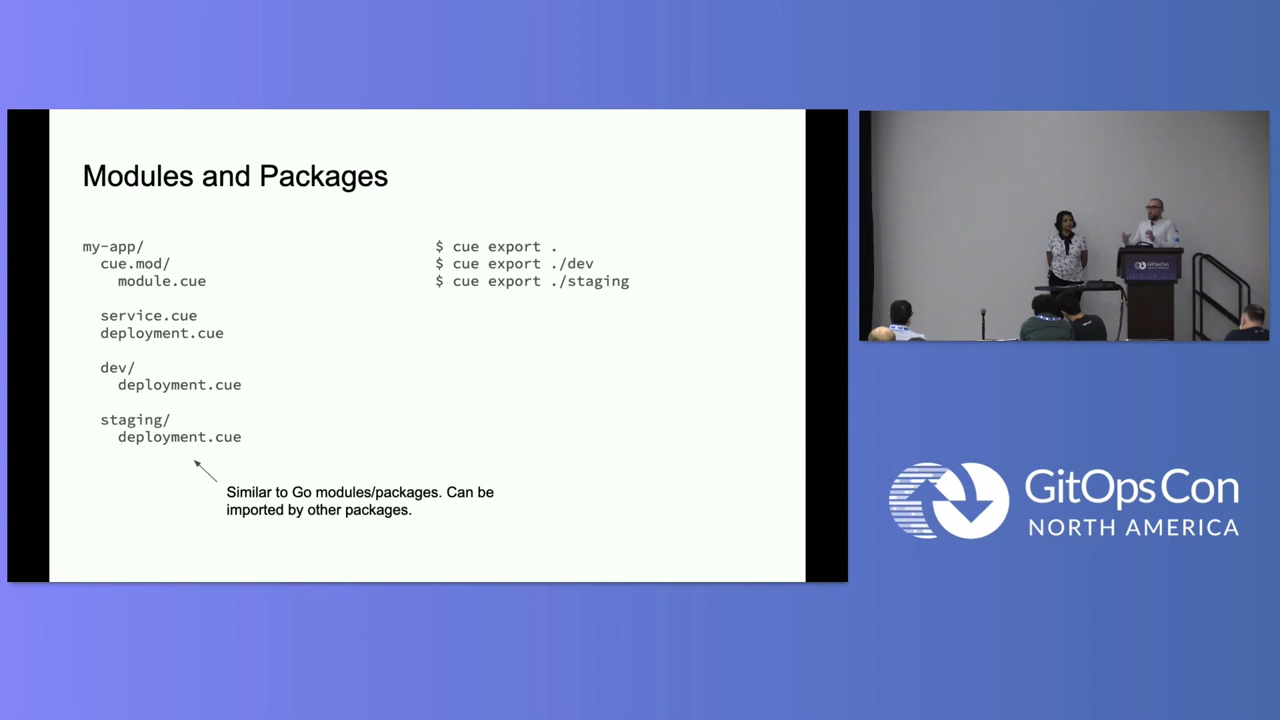 Modules and Packages
my-app/
cue.mod/
module.cue
service.cue
deployment.cue
dev/
deployment.cue
staging/
deployment.cue
$ cue export .
$ cue export ./dev
$ cue export ./staging
Similar to Go modules/packages. Can be
imported by other packages.
GitOpsCon
GitOpsCon
NORTH AMERICA